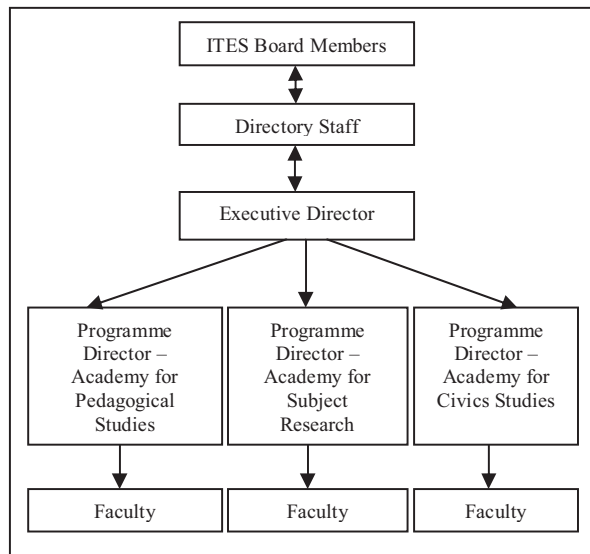 ITES Board Members
Directory Staff
Executive Director
Programme
Director –
Academy for
Pedagogical
Studies
Programme
Director –
Academy for
Subject
Research
Programme
Director –
Academy for
Civics Studies
Faculty
Faculty
Faculty